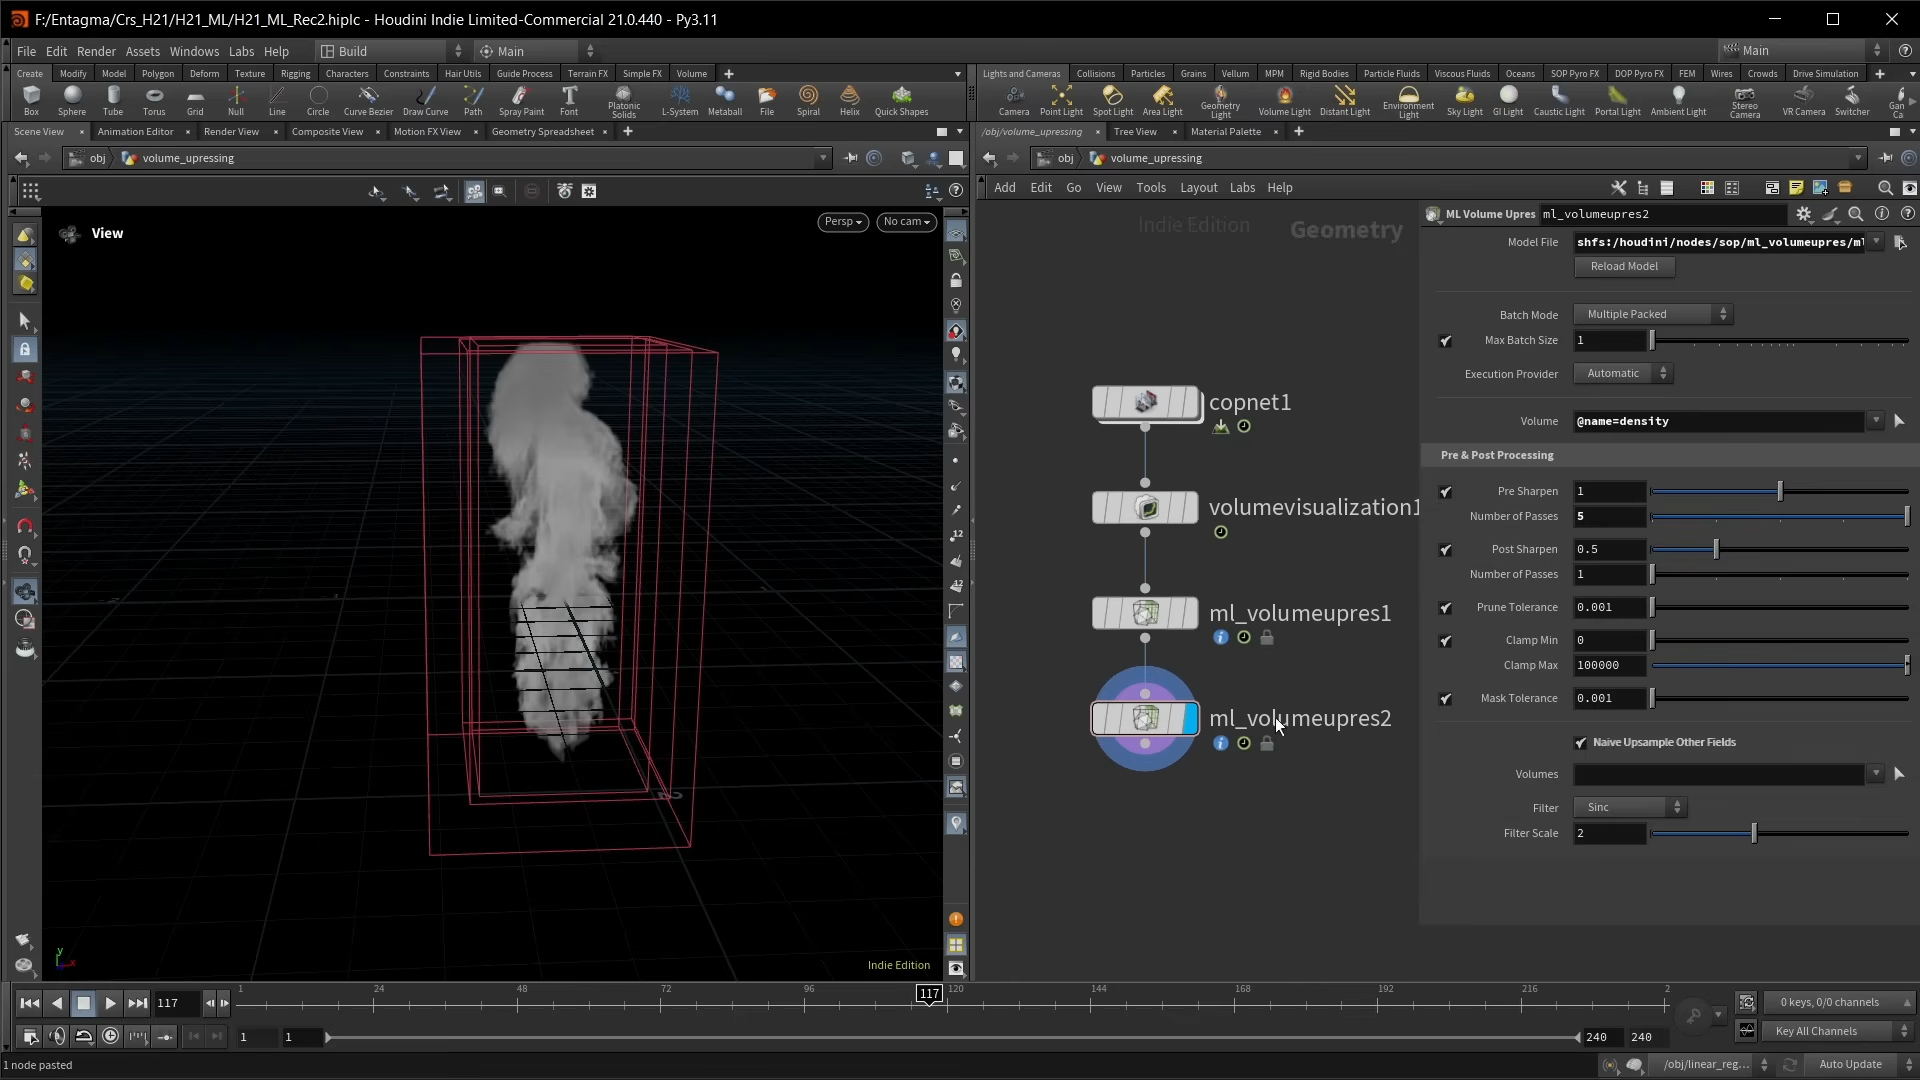 F:/Entagma/Crs_H21/H21_ML/H21_ML_Rec2.hiplc - Houdini Indie Limited-Commercial 21.0.440 - Py3.11
File Edit Render Assets Windows Labs Help Build Main Main
Create Modify Model Polygon Deform Texture Rigging Characters Constraints Hair Utils Guide Process Terrain FX Simple FX Volume
Lights and Cameras Collisions Particles Grains Vellum MPM Rigid Bodies Particle Fluids Viscous Fluids Oceans SOP Pyro FX DOP Pyro FX FEM Wires Crowds Drive Simulation
Box Sphere Tube Torus Grid Null Line Circle Curve Bezier Draw Curve Path Spray Paint Font Platonic Solids L-System Metaball File Spiral Helix Quick Shapes
Camera Point Light Spot Light Area Light Geometry Light Volume Light Distant Light Environment Light Sky Light GI Light Caustic Light Portal Light Ambient Light Stereo Camera VR Camera Switcher Gan Ca
Scene View Animation Editor Render View Composite View Motion FX View Geometry Spreadsheet
/obj/volume_upressing Tree View Material Palette
obj volume_upressing
obj volume_upressing
Add Edit Go View Tools Layout Labs Help
View
Persp No cam
Indie Edition Geometry
copnet1
volumevisualization1
ml_volumeupres1
ml_volumeupres2
ML Volume Upres ml_volumeupres2
Model File shfs:/houdini/nodes/sop/ml_volumeupres/ml
Reload Model
Batch Mode Multiple Packed
Max Batch Size 1
Execution Provider Automatic
Volume @name=density
Pre & Post Processing
Pre Sharpen 1
Number of Passes 5
Post Sharpen 0.5
Number of Passes 1
Prune Tolerance 0.001
Clamp Min 0
Clamp Max 100000
Mask Tolerance 0.001
Naive Upsample Other Fields
Volumes
Filter Sinc
Filter Scale 2
12
12
y
x
Indie Edition
117 1 24 48 72 96 117 120 144 168 192 216 2
0 keys, 0/0 channels
1 1 240 240 Key All Channels
1 node pasted /obj/linear_reg... Auto Update